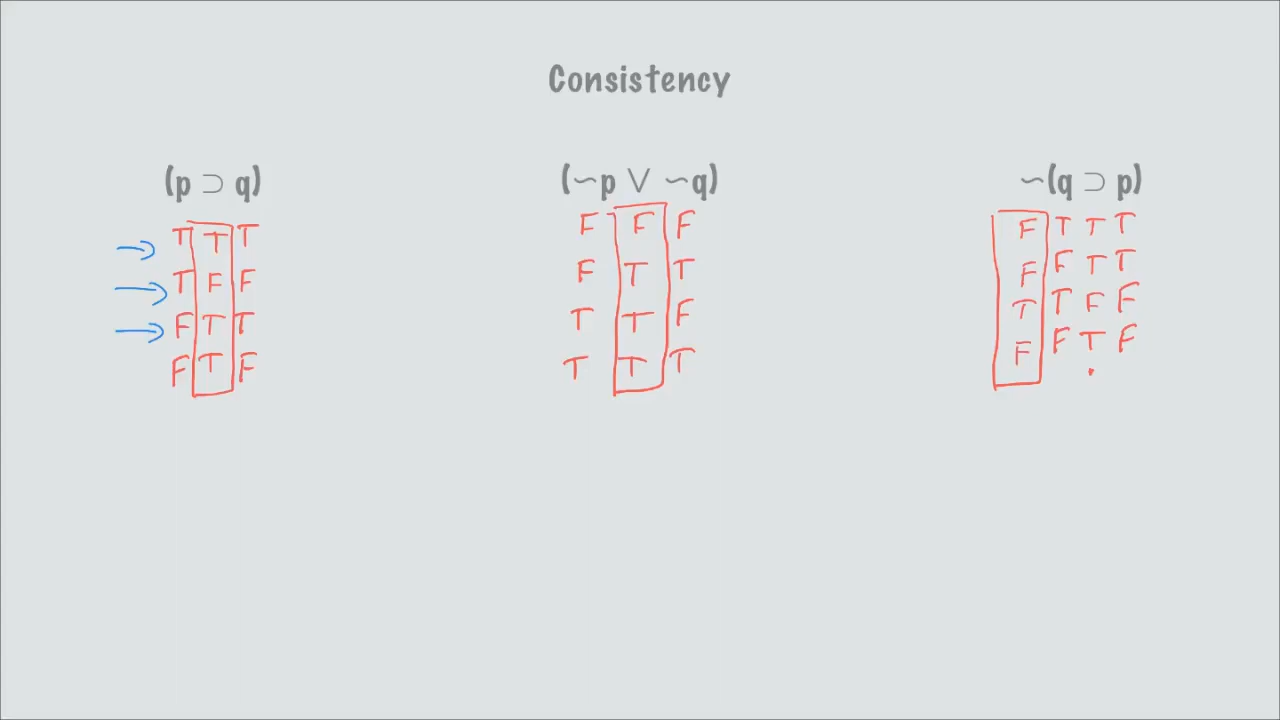 Consistency
(p ⊃ q) (∼p ∨ ∼q) ∼(q ⊃ p)
T T T F F F F T T T
T F F F T T F F T T
F T T T T F T T F F
F T F T T T F F T F